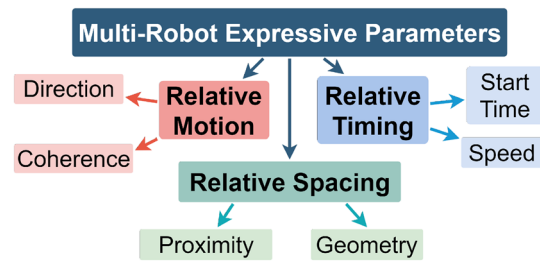 Multi-Robot Expressive Parameters
Direction
Coherence
Relative
Motion
Relative
Timing
Start
Time
Speed
Relative Spacing
Proximity
Geometry